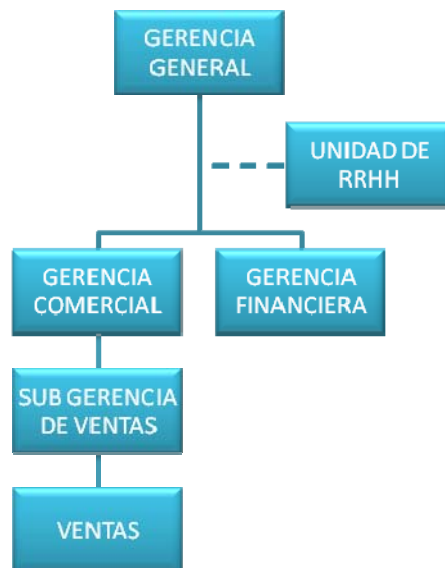 GERENCIA
GENERAL
UNIDAD DE
RRHH
GERENCIA
COMERCIAL
GERENCIA
FINANCIERA
SUB GERENCIA
DE VENTAS
VENTAS